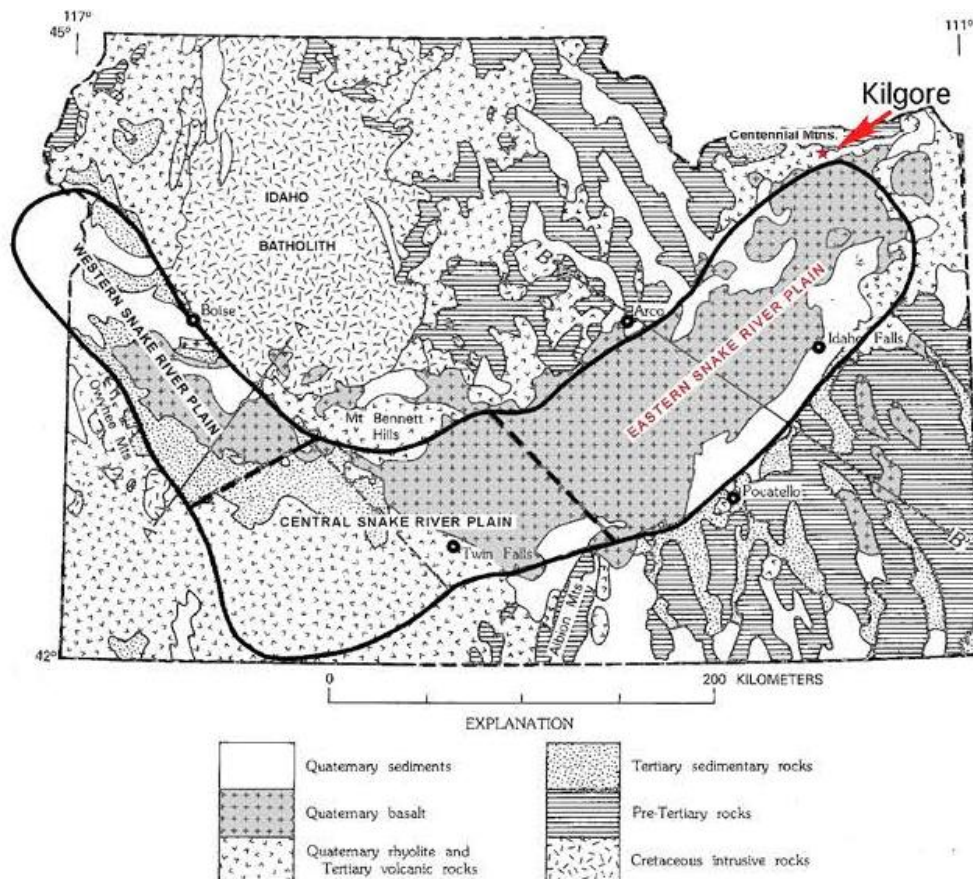 117°
45°
111°
Kilgore
Centennial Mtns.
IDAHO
BATHOLITH
B
WESTERN SNAKE RIVER PLAIN
Boise
Arco
EASTERN SNAKE RIVER PLAIN
Idaho Falls
Owyhee Mts
Mt Bennett
Hills
Pocatello
CENTRAL SNAKE RIVER PLAIN
Twin Falls
B'
Albion Mts
42°
0
200 KILOMETERS
EXPLANATION
Quaternary sediments
Tertiary sedimentary rocks
Quaternary basalt
Pre-Tertiary rocks
Quaternary rhyolite and
Tertiary volcanic rocks
Cretaceous intrusive rocks